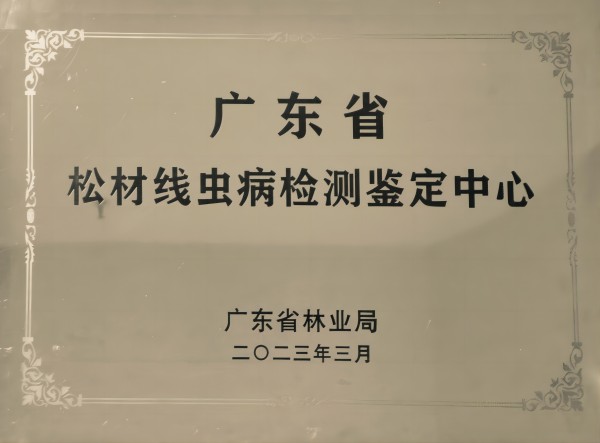 广东省
松材线虫病检测鉴定中心
广东省林业局
二〇二三年三月